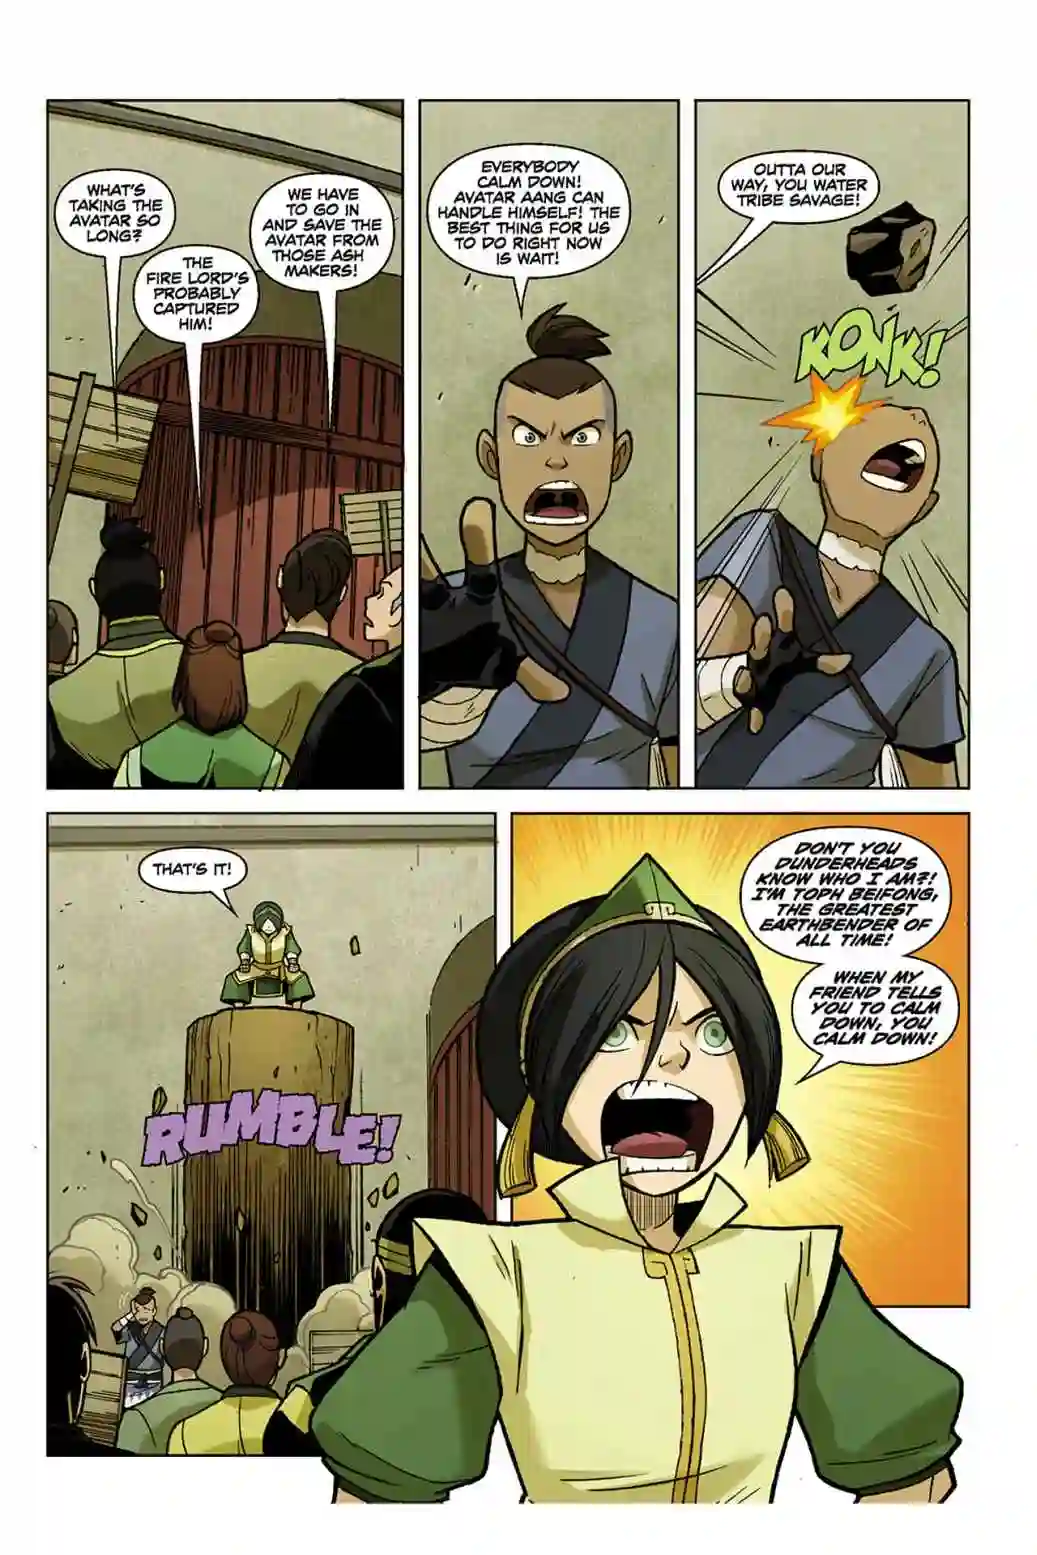 WHAT'S
TAKING THE
AVATAR SO
LONG?
THE
FIRE LORD'S
PROBABLY
CAPTURED
HIM!
WE HAVE
TO GO IN
AND SAVE THE
AVATAR FROM
THOSE ASH
MAKERS!
EVERYBODY
CALM DOWN!
AVATAR AANG CAN
HANDLE HIMSELF! THE
BEST THING FOR US
TO DO RIGHT NOW
IS WAIT!
OUTTA OUR
WAY, YOU WATER
TRIBE SAVAGE!
KONK!
THAT'S IT!
RUMBLE!
DON'T YOU
DUNDERHEADS
KNOW WHO I AM?!
I'M TOPH BEIFONG,
THE GREATEST
EARTHBENDER OF
ALL TIME!
WHEN MY
FRIEND TELLS
YOU TO CALM
DOWN, YOU
CALM DOWN!